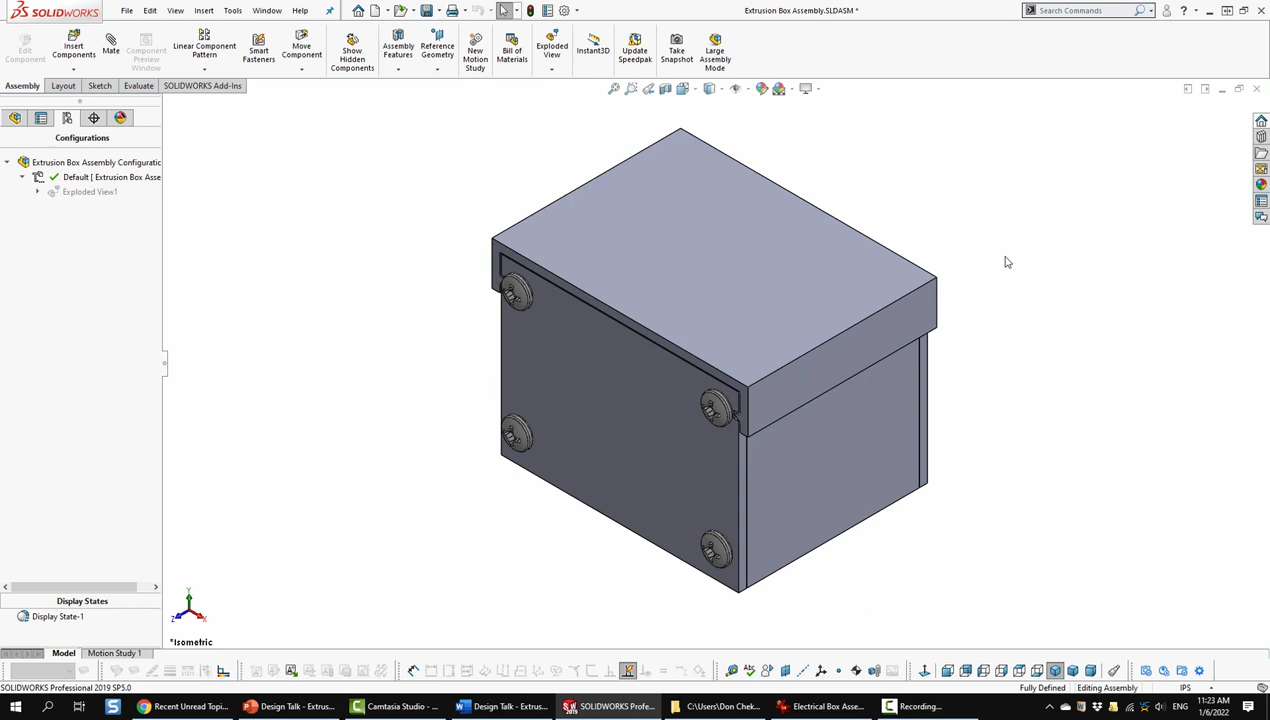 SOLIDWORKS
File
Edit
View
Insert
Tools
Window
Help
Extrusion Box Assembly.SLDASM *
Search Commands
Edit
Component
Insert
Components
Mate
Component
Preview
Window
Linear Component
Pattern
Smart
Fasteners
Move
Component
Show
Hidden
Components
Assembly
Features
Reference
Geometry
New
Motion
Study
Bill of
Materials
Exploded
View
Instant3D
Update
Speedpak
Take
Snapshot
Large
Assembly
Mode
Assembly
Layout
Sketch
Evaluate
SOLIDWORKS Add-Ins
Configurations
Extrusion Box Assembly Configuratic
Default [ Extrusion Box Asse
Exploded View1
Display States
Display State-1
Y
Z
X
*Isometric
Model
Motion Study 1
SOLIDWORKS Professional 2019 SP5.0
Fully Defined
Editing Assembly
IPS
Recent Unread Topi...
Design Talk - Extrus...
Camtasia Studio - ...
Design Talk - Extrus...
SOLIDWORKS Profe...
C:\Users\Don Chek...
Electrical Box Asse...
Recording...
ENG
11:23 AM
1/6/2022